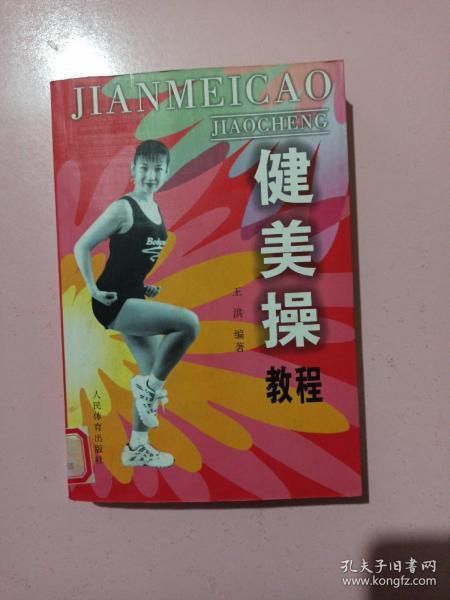 JIANMEICAO
JIAOCHENG
健美操
教程
王洪 编著
人民体育出版社
孔夫子旧书网
www.kongfz.com